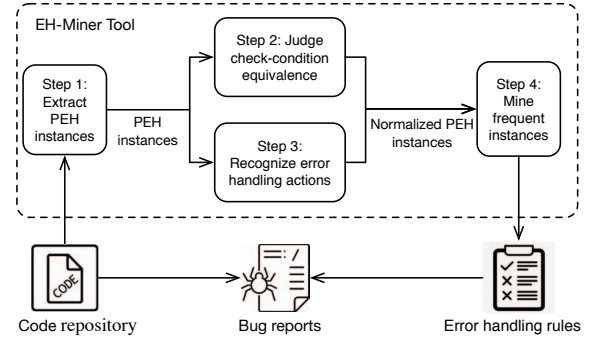 EH-Miner Tool
Step 1:
Extract
PEH
instances
PEH
instances
Step 2: Judge
check-condition
equivalence
Step 3:
Recognize error
handling actions
Normalized PEH
instances
Step 4:
Mine
frequent
instances
CODE
Code repository
Bug reports
Error handling rules